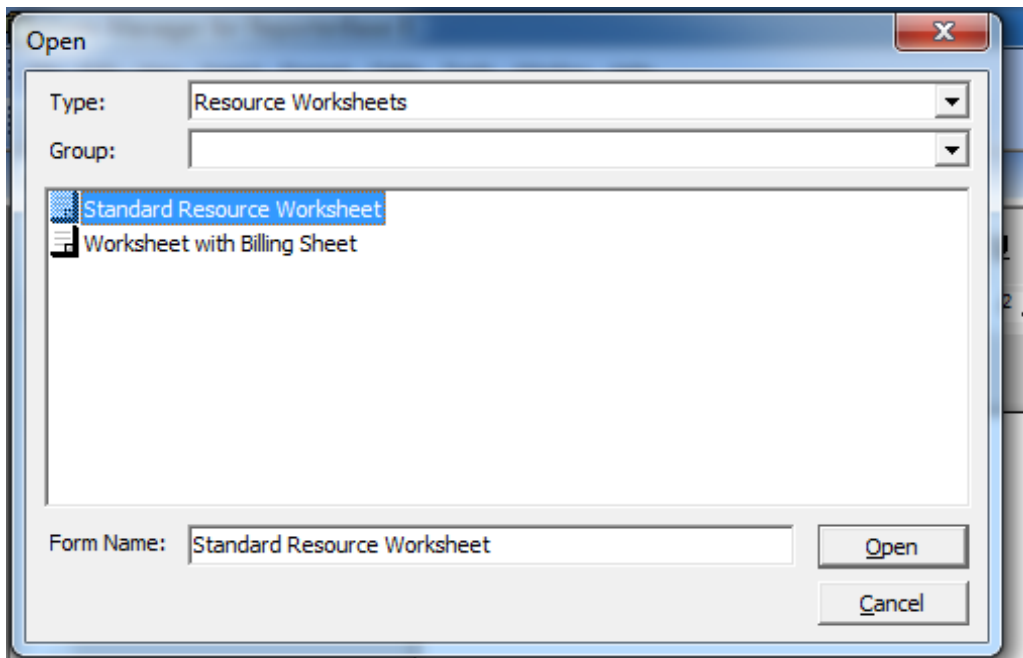 Open
Type: Resource Worksheets
Group:
Standard Resource Worksheet
Worksheet with Billing Sheet
Form Name: Standard Resource Worksheet
Open
Cancel